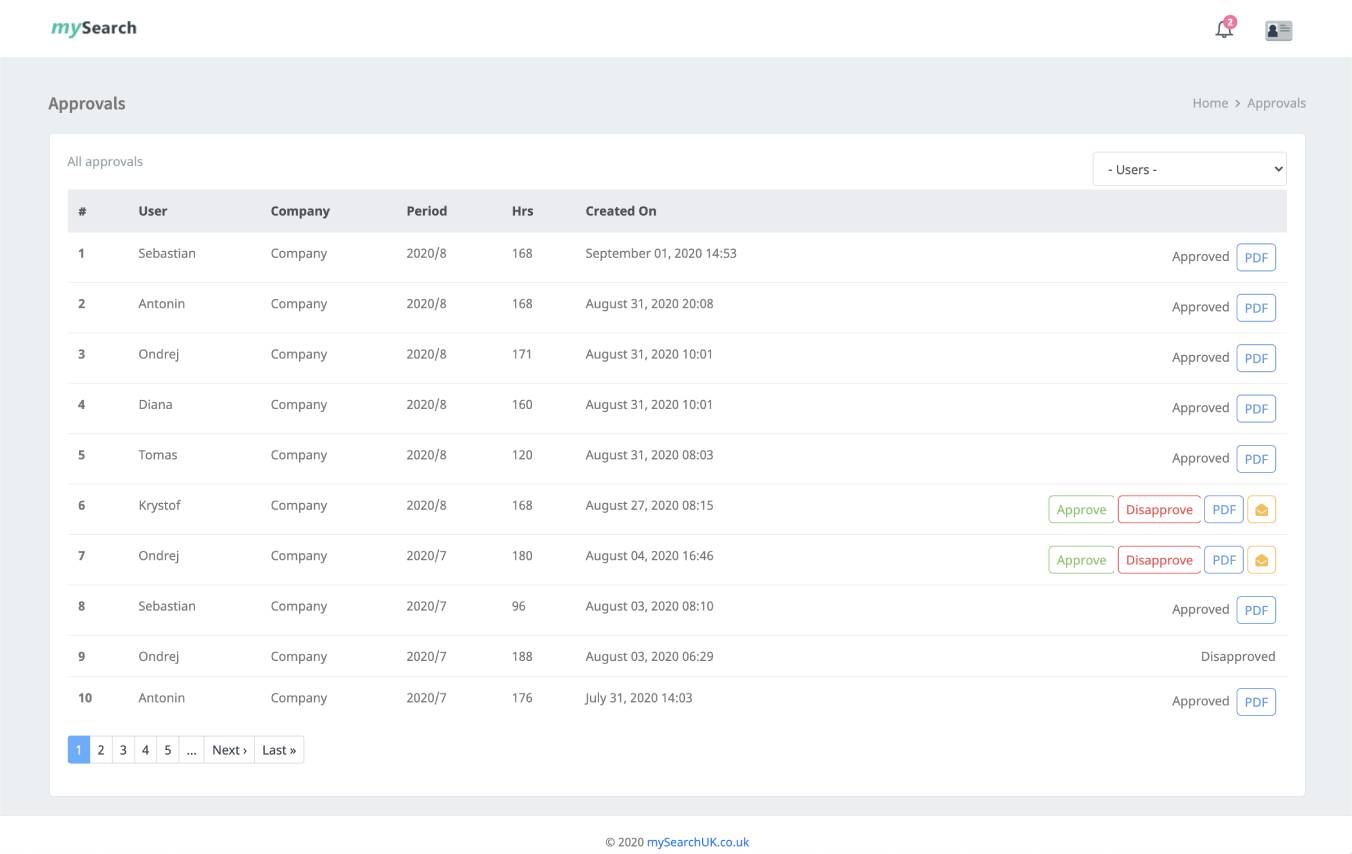 mySearch 2
Approvals Home > Approvals
All approvals - Users -
# User Company Period Hrs Created On
1 Sebastian Company 2020/8 168 September 01, 2020 14:53 Approved PDF
2 Antonin Company 2020/8 168 August 31, 2020 20:08 Approved PDF
3 Ondrej Company 2020/8 171 August 31, 2020 10:01 Approved PDF
4 Diana Company 2020/8 160 August 31, 2020 10:01 Approved PDF
5 Tomas Company 2020/8 120 August 31, 2020 08:03 Approved PDF
6 Krystof Company 2020/8 168 August 27, 2020 08:15 Approve Disapprove PDF
7 Ondrej Company 2020/7 180 August 04, 2020 16:46 Approve Disapprove PDF
8 Sebastian Company 2020/7 96 August 03, 2020 08:10 Approved PDF
9 Ondrej Company 2020/7 188 August 03, 2020 06:29 Disapproved
10 Antonin Company 2020/7 176 July 31, 2020 14:03 Approved PDF
1 2 3 4 5 ... Next › Last »
© 2020 mySearchUK.co.uk